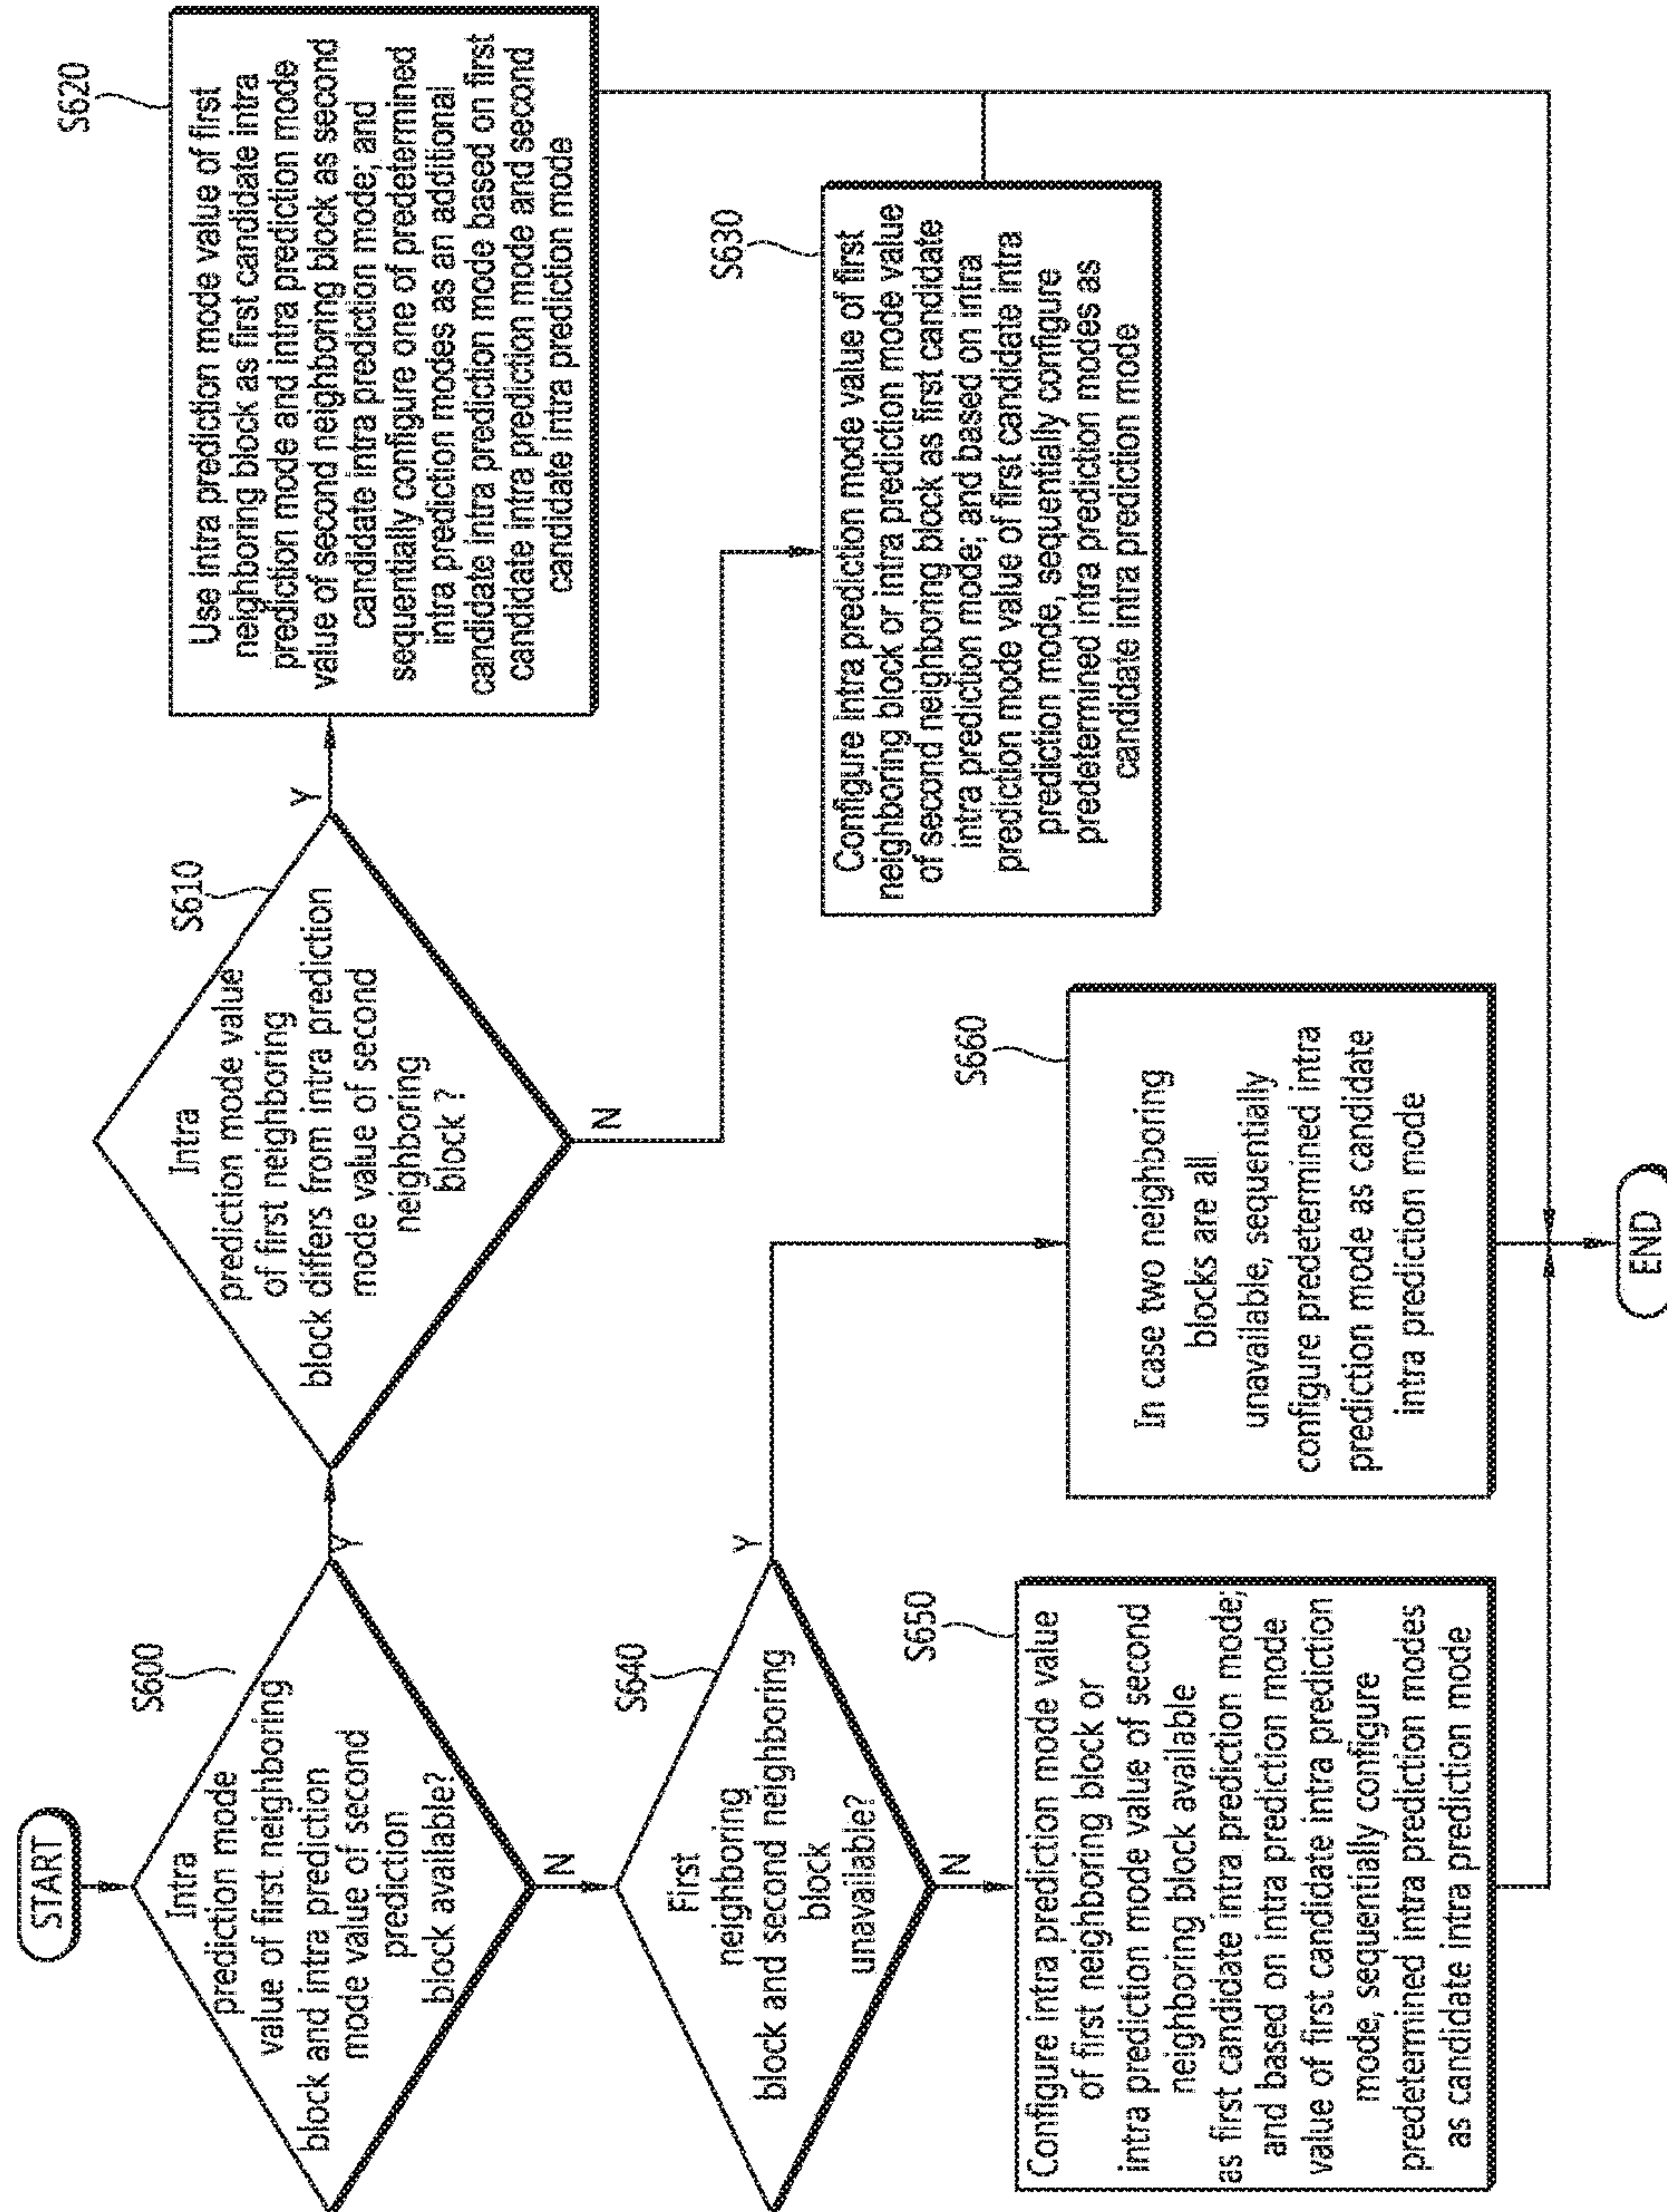 START
S600
Intra
prediction mode
value of first neighboring
block and intra prediction
mode value of second
prediction
block available?
Y
N
S610
Intra
prediction mode value
of first neighboring
block differs from intra prediction
mode value of second
neighboring
block ?
Y
N
S620
Use intra prediction mode value of first
neighboring block as first candidate intra
prediction mode and intra prediction mode
value of second neighboring block as second
candidate intra prediction mode; and
sequentially configure one of predetermined
intra prediction modes as an additional
candidate intra prediction mode based on first
candidate intra prediction mode and second
candidate intra prediction mode
S630
Configure intra prediction mode value of first
neighboring block or intra prediction mode value
of second neighboring block as first candidate
intra prediction mode; and based on intra
prediction mode value of first candidate intra
prediction mode, sequentially configure
predetermined intra prediction modes as
candidate intra prediction mode
S640
First
neighboring
block and second neighboring
block
unavailable?
Y
N
S650
Configure intra prediction mode value
of first neighboring block or
intra prediction mode value of second
neighboring block available
as first candidate intra prediction mode;
and based on intra prediction mode
value of first candidate intra prediction
mode, sequentially configure
predetermined intra prediction modes
as candidate intra prediction mode
S660
In case two neighboring
blocks are all
unavailable, sequentially
configure predetermined intra
prediction mode as candidate
intra prediction mode
END